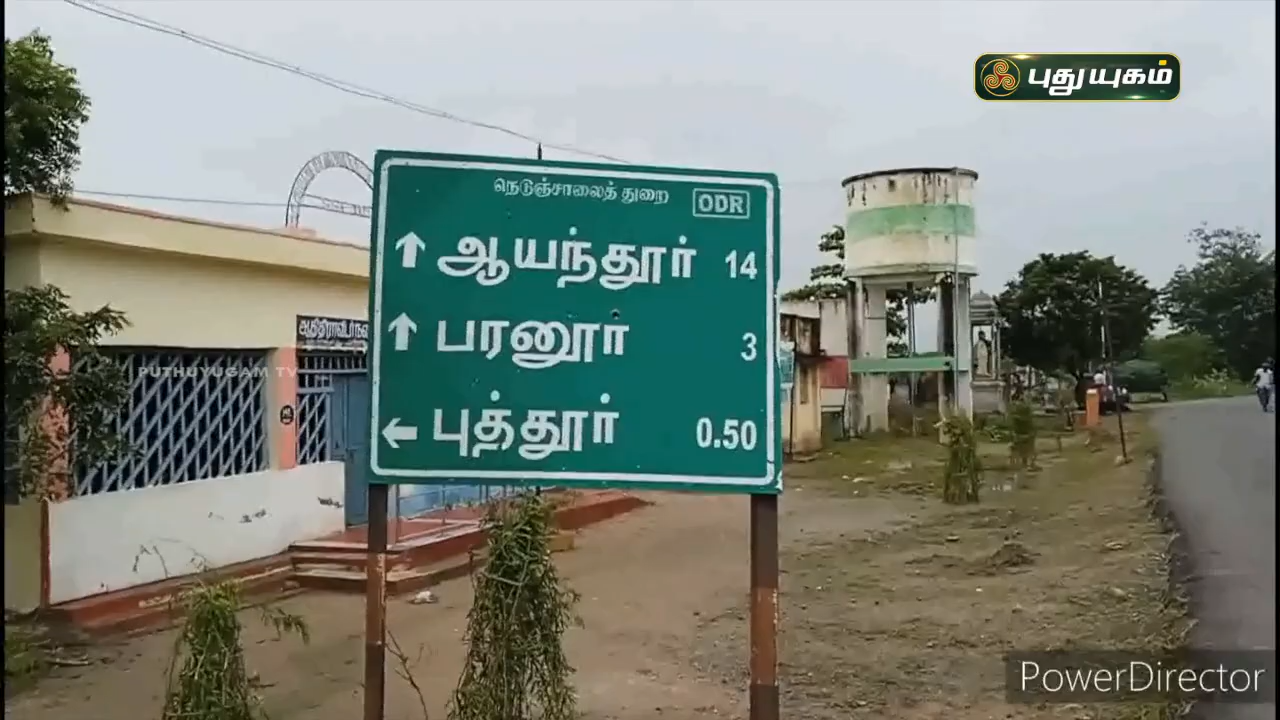 புதுயுகம்
நெடுஞ்சாலைத் துறை ODR
ஆயந்தூர் 14
பரனூர் 3
புத்தூர் 0.50
PUTHUYUGAM TV
PowerDirector